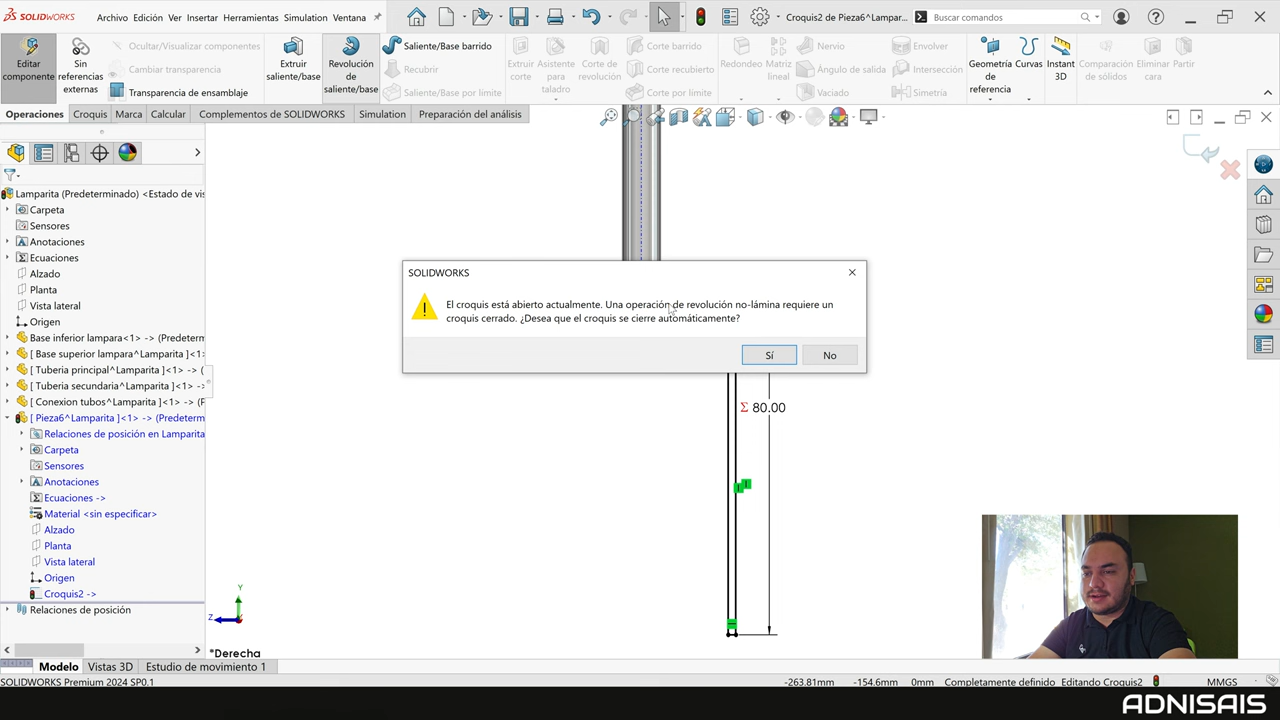 SOLIDWORKS
Archivo Edición Ver Insertar Herramientas Simulation Ventana
Croquis2 de Pieza6^Lampar...
Buscar comandos
Editar componente
Sin referencias externas
Ocultar/Visualizar componentes
Cambiar transparencia
Transparencia de ensamblaje
Extruir saliente/base
Revolución de saliente/base
Saliente/Base barrido
Recubrir
Saliente/Base por límite
Extruir corte
Asistente para taladro
Corte de revolución
Corte barrido
Corte recubierto
Corte por límite
Redondeo
Matriz lineal
Nervio
Ángulo de salida
Vaciado
Envolver
Intersección
Simetría
Geometría de referencia
Curvas
Instant 3D
Comparación de sólidos
Eliminar cara
Partir
Operaciones Croquis Marca Calcular Complementos de SOLIDWORKS Simulation Preparación del análisis
Lamparita (Predeterminado) <Estado de vis
Carpeta
Sensores
Anotaciones
Ecuaciones
Alzado
Planta
Vista lateral
Origen
Base inferior lampara<1> -> (Pred
[ Base superior lampara^Lamparita ]<1>
[ Tuberia principal^Lamparita ]<1> -> (
[ Tuberia secundaria^Lamparita ]<1> ->
[ Conexion tubos^Lamparita ]<1> -> (P
[ Pieza6^Lamparita ]<1> -> (Predeterm
Relaciones de posición en Lamparita
Carpeta
Sensores
Anotaciones
Ecuaciones ->
Material <sin especificar>
Alzado
Planta
Vista lateral
Origen
Croquis2 ->
Relaciones de posición
SOLIDWORKS
El croquis está abierto actualmente. Una operación de revolución no-lámina requiere un
croquis cerrado. ¿Desea que el croquis se cierre automáticamente?
Sí No
Σ 80.00
Y
Z
*Derecha
Modelo Vistas 3D Estudio de movimiento 1
SOLIDWORKS Premium 2024 SP0.1
-263.81mm -154.6mm 0mm Completamente definido Editando Croquis2 MMGS
ADNISAIS